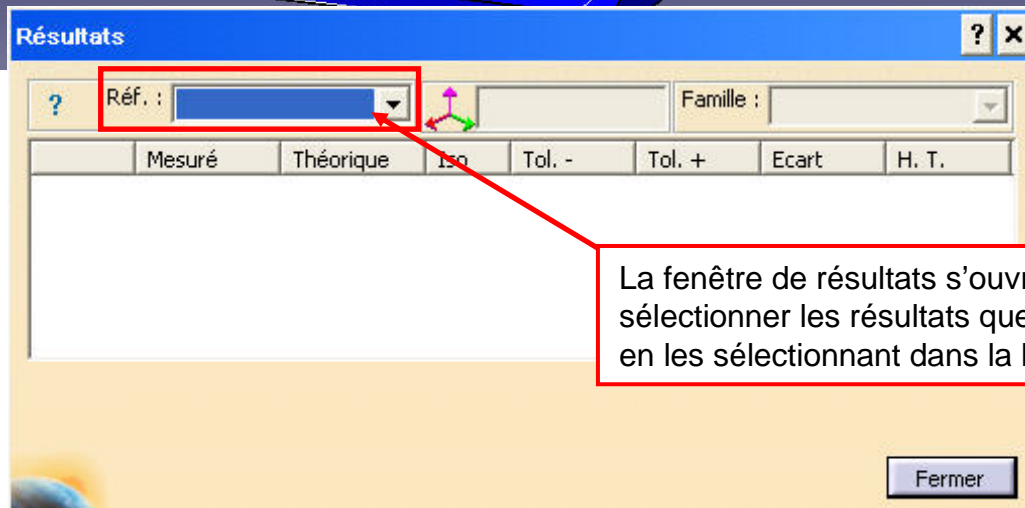 Résultats
? Réf. : Famille :
Mesuré Théorique Iso Tol. - Tol. + Ecart H. T.
La fenêtre de résultats s’ouvr
sélectionner les résultats que
en les sélectionnant dans la
Fermer